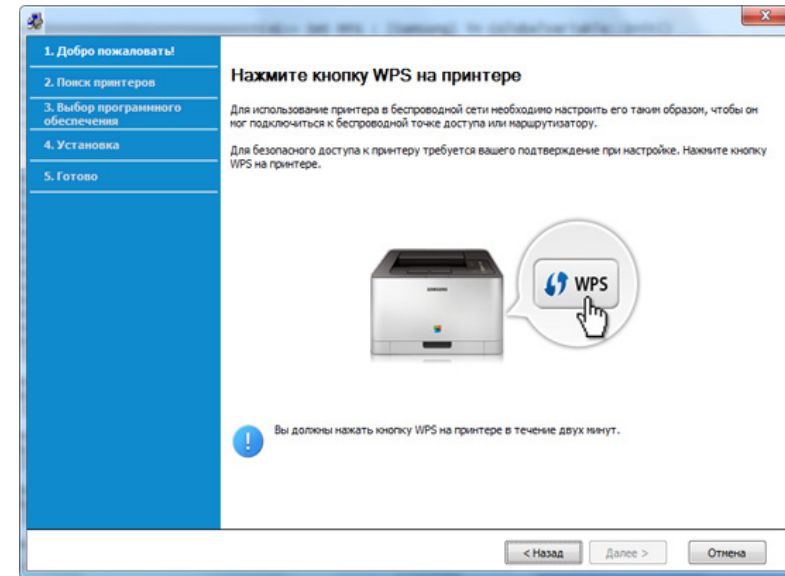 1. Добро пожаловать!
2. Поиск принтеров
3. Выбор программного
обеспечения
4. Установка
5. Готово
Нажмите кнопку WPS на принтере
Для использование принтера в беспроводной сети необходимо настроить его таким образом, чтобы он
мог подключиться к беспроводной точке доступа или маршрутизатору.
Для безопасного доступа к принтеру требуется вашего подтверждение при настройке. Нажмите кнопку
WPS на принтере.
SAMSUNG
WPS
Вы должны нажать кнопку WPS на принтере в течение двух минут.
< Назад
Далее >
Отмена